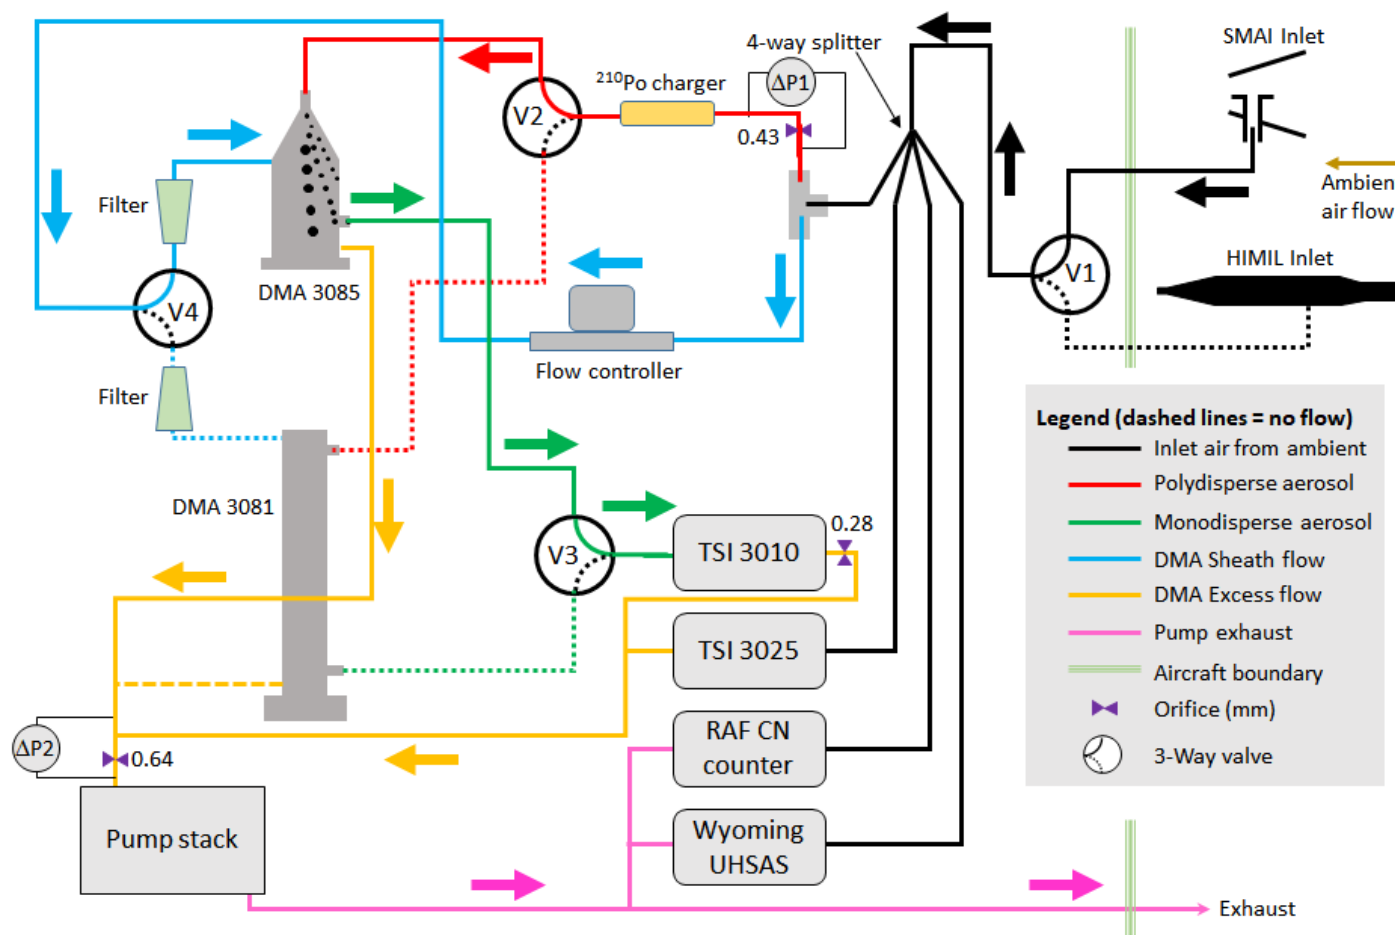 4-way splitter
SMAI Inlet
210Po charger
ΔP1
V2
0.43
Ambien
air flow
Filter
DMA 3085
V4
V1
HIMIL Inlet
Flow controller
Filter
Legend (dashed lines = no flow)
Inlet air from ambient
Polydisperse aerosol
Monodisperse aerosol
DMA Sheath flow
DMA Excess flow
Pump exhaust
Aircraft boundary
Orifice (mm)
3-Way valve
DMA 3081
V3
TSI 3010
0.28
TSI 3025
RAF CN
counter
ΔP2
0.64
Pump stack
Wyoming
UHSAS
Exhaust